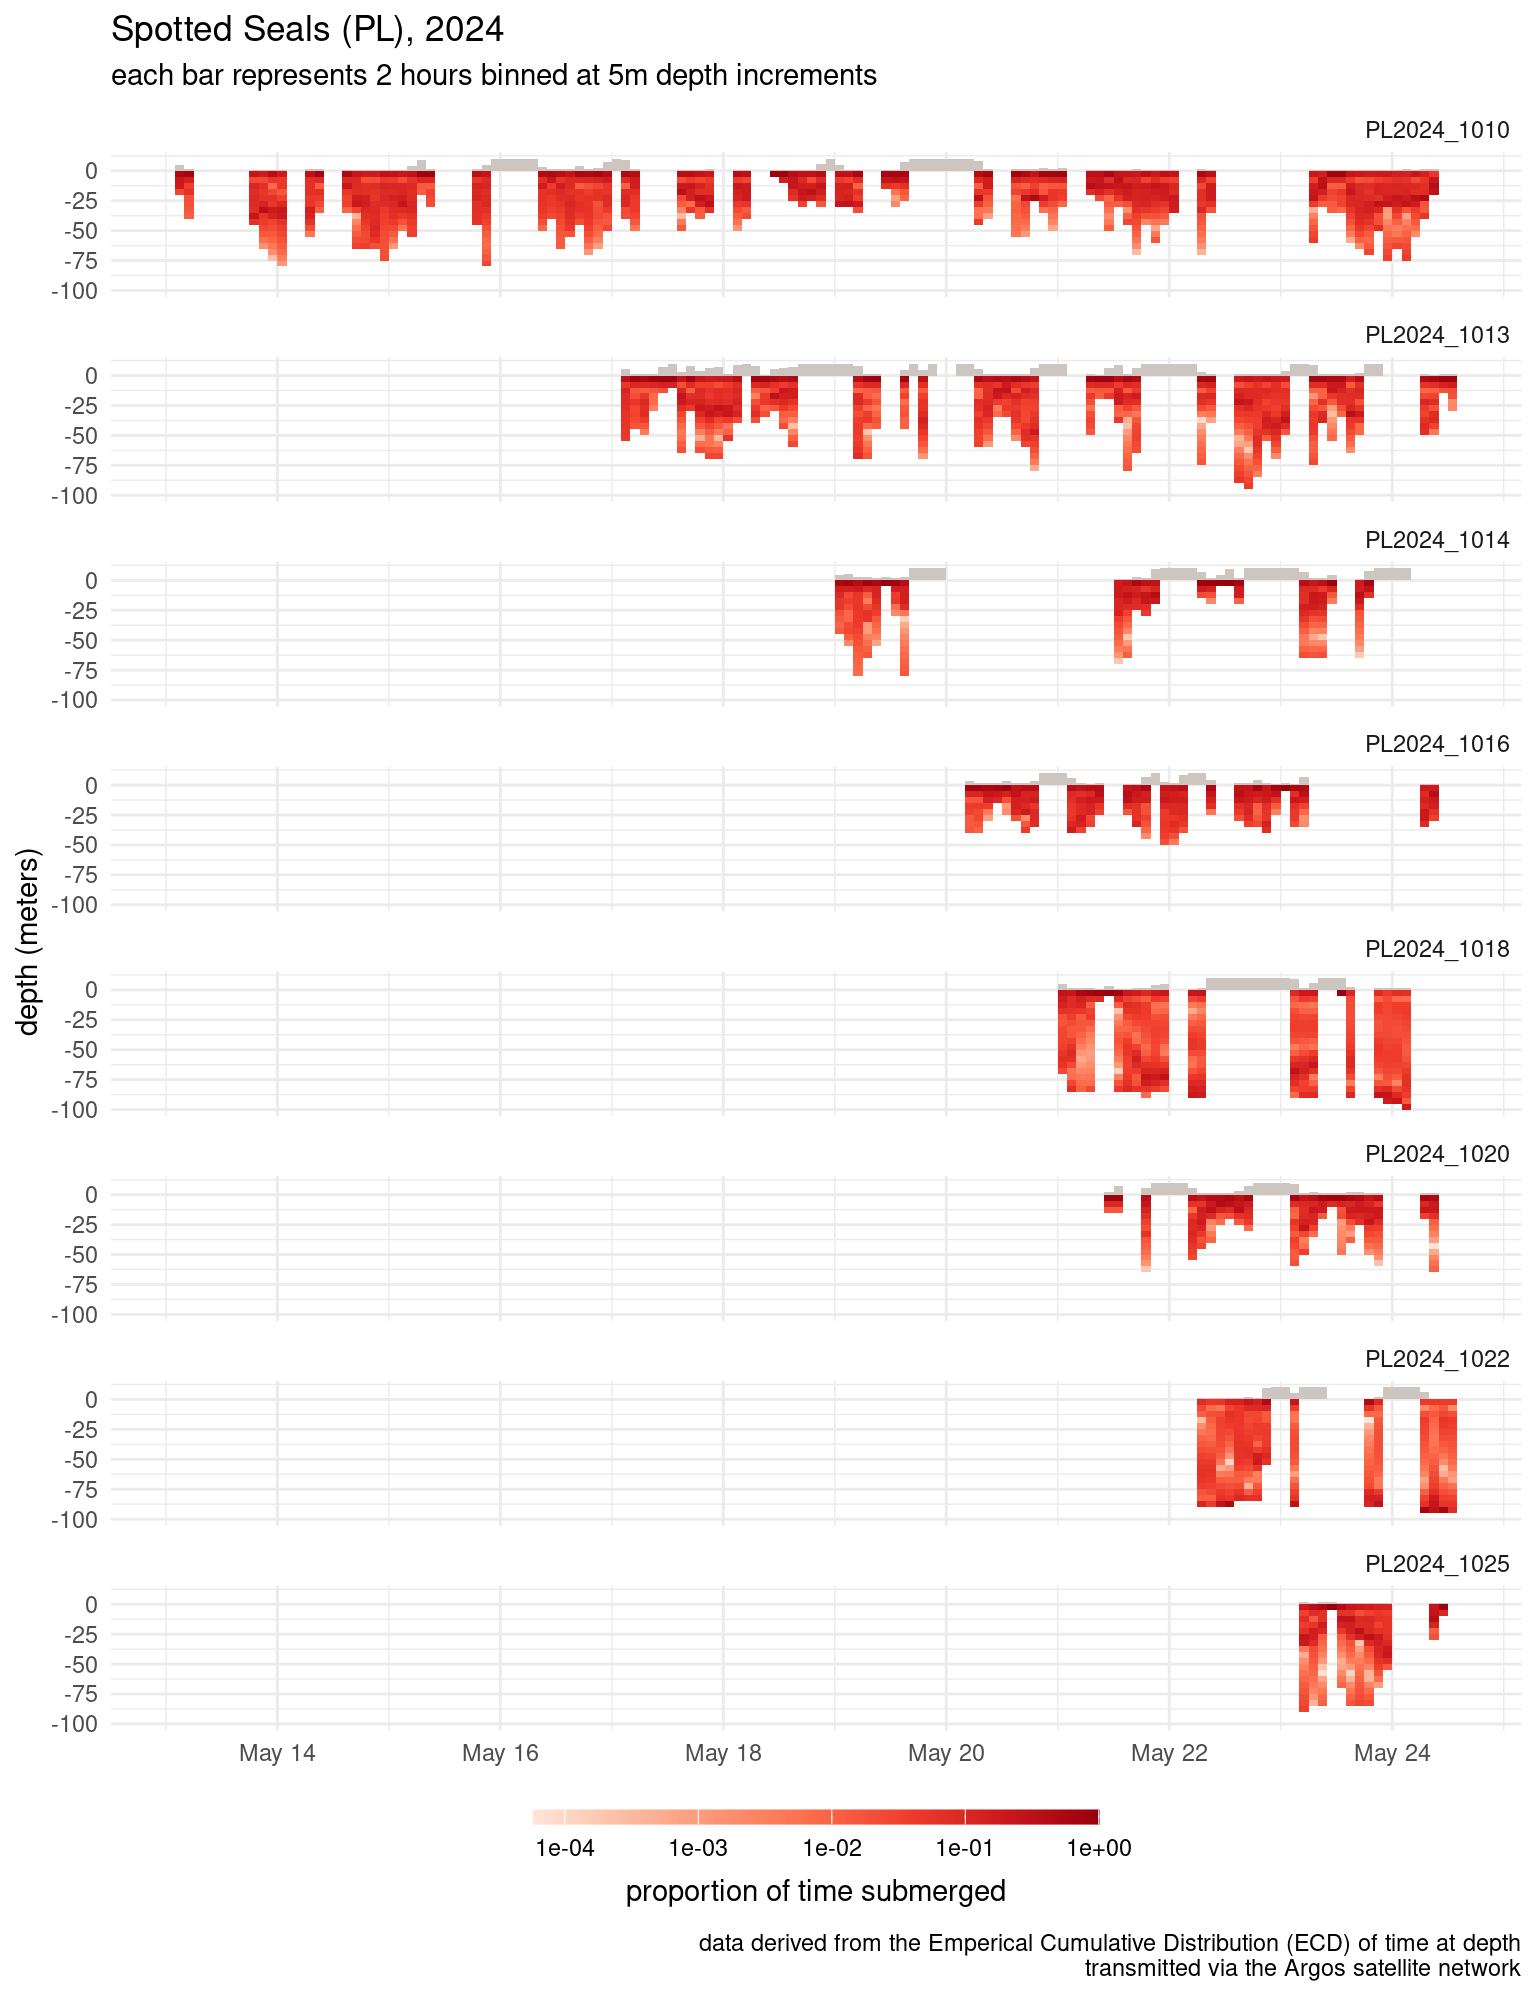 Spotted Seals (PL), 2024
each bar represents 2 hours binned at 5m depth increments
PL2024_1010
0
-25
-50
-75
-100
PL2024_1013
0
-25
-50
-75
-100
PL2024_1014
0
-25
-50
-75
-100
PL2024_1016
0
-25
-50
-75
-100
depth (meters)
PL2024_1018
0
-25
-50
-75
-100
PL2024_1020
0
-25
-50
-75
-100
PL2024_1022
0
-25
-50
-75
-100
PL2024_1025
0
-25
-50
-75
-100
May 14 May 16 May 18 May 20 May 22 May 24
1e-04 1e-03 1e-02 1e-01 1e+00
proportion of time submerged
data derived from the Emperical Cumulative Distribution (ECD) of time at depth
transmitted via the Argos satellite network